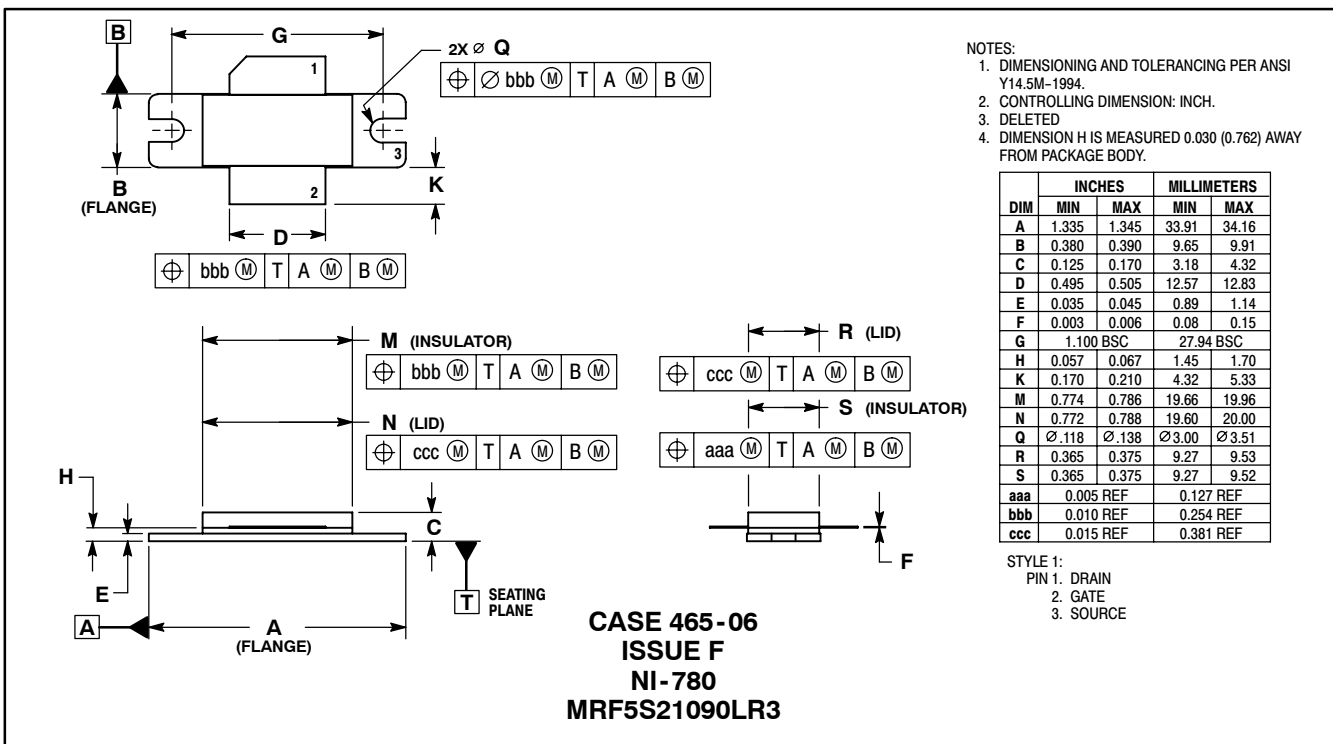 B
G
2X Ø Q
⌖ Ø bbb Ⓜ T A Ⓜ B Ⓜ
1
3
2
B
(FLANGE)
K
D
⌖ bbb Ⓜ T A Ⓜ B Ⓜ
M (INSULATOR)
⌖ bbb Ⓜ T A Ⓜ B Ⓜ
N (LID)
⌖ ccc Ⓜ T A Ⓜ B Ⓜ
R (LID)
⌖ ccc Ⓜ T A Ⓜ B Ⓜ
S (INSULATOR)
⌖ aaa Ⓜ T A Ⓜ B Ⓜ
H
C
E
F
T SEATING
PLANE
A
A
(FLANGE)
CASE 465-06
ISSUE F
NI-780
MRF5S21090LR3
NOTES:
1. DIMENSIONING AND TOLERANCING PER ANSI
Y14.5M-1994.
2. CONTROLLING DIMENSION: INCH.
3. DELETED
4. DIMENSION H IS MEASURED 0.030 (0.762) AWAY
FROM PACKAGE BODY.
INCHES MILLIMETERS
DIM MIN MAX MIN MAX
A 1.335 1.345 33.91 34.16
B 0.380 0.390 9.65 9.91
C 0.125 0.170 3.18 4.32
D 0.495 0.505 12.57 12.83
E 0.035 0.045 0.89 1.14
F 0.003 0.006 0.08 0.15
G 1.100 BSC 27.94 BSC
H 0.057 0.067 1.45 1.70
K 0.170 0.210 4.32 5.33
M 0.774 0.786 19.66 19.96
N 0.772 0.788 19.60 20.00
Q Ø.118 Ø.138 Ø3.00 Ø3.51
R 0.365 0.375 9.27 9.53
S 0.365 0.375 9.27 9.52
aaa 0.005 REF 0.127 REF
bbb 0.010 REF 0.254 REF
ccc 0.015 REF 0.381 REF
STYLE 1:
PIN 1. DRAIN
2. GATE
3. SOURCE